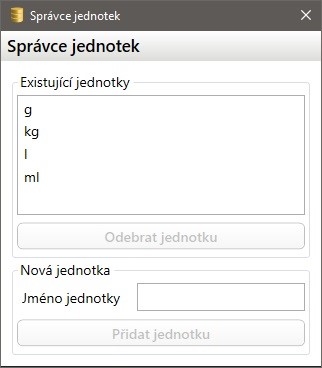 Správce jednotek
Správce jednotek
Existující jednotky
g
kg
l
ml
Odebrat jednotku
Nová jednotka
Jméno jednotky
Přidat jednotku